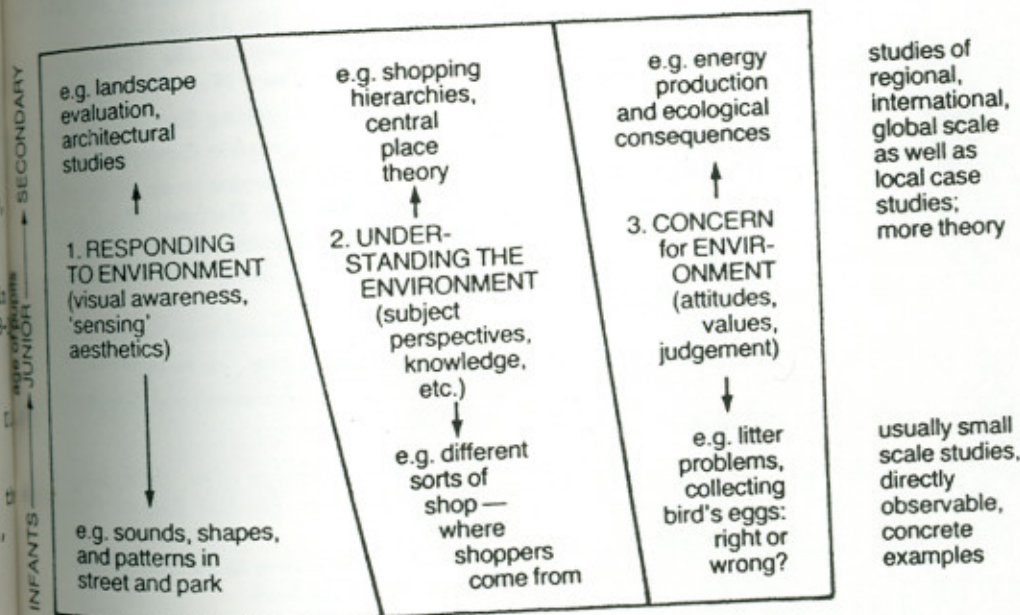 SECONDARY
age of pupils
JUNIOR
INFANTS
e.g. landscape
evaluation,
architectural
studies
1. RESPONDING
TO ENVIRONMENT
(visual awareness,
'sensing'
aesthetics)
e.g. sounds, shapes,
and patterns in
street and park
e.g. shopping
hierarchies,
central
place
theory
2. UNDER-
STANDING THE
ENVIRONMENT
(subject
perspectives,
knowledge,
etc.)
e.g. different
sorts of
shop —
where
shoppers
come from
e.g. energy
production
and ecological
consequences
3. CONCERN
for ENVIR-
ONMENT
(attitudes,
values,
judgement)
e.g. litter
problems,
collecting
bird's eggs:
right or
wrong?
studies of
regional,
international,
global scale
as well as
local case
studies;
more theory
usually small
scale studies,
directly
observable,
concrete
examples